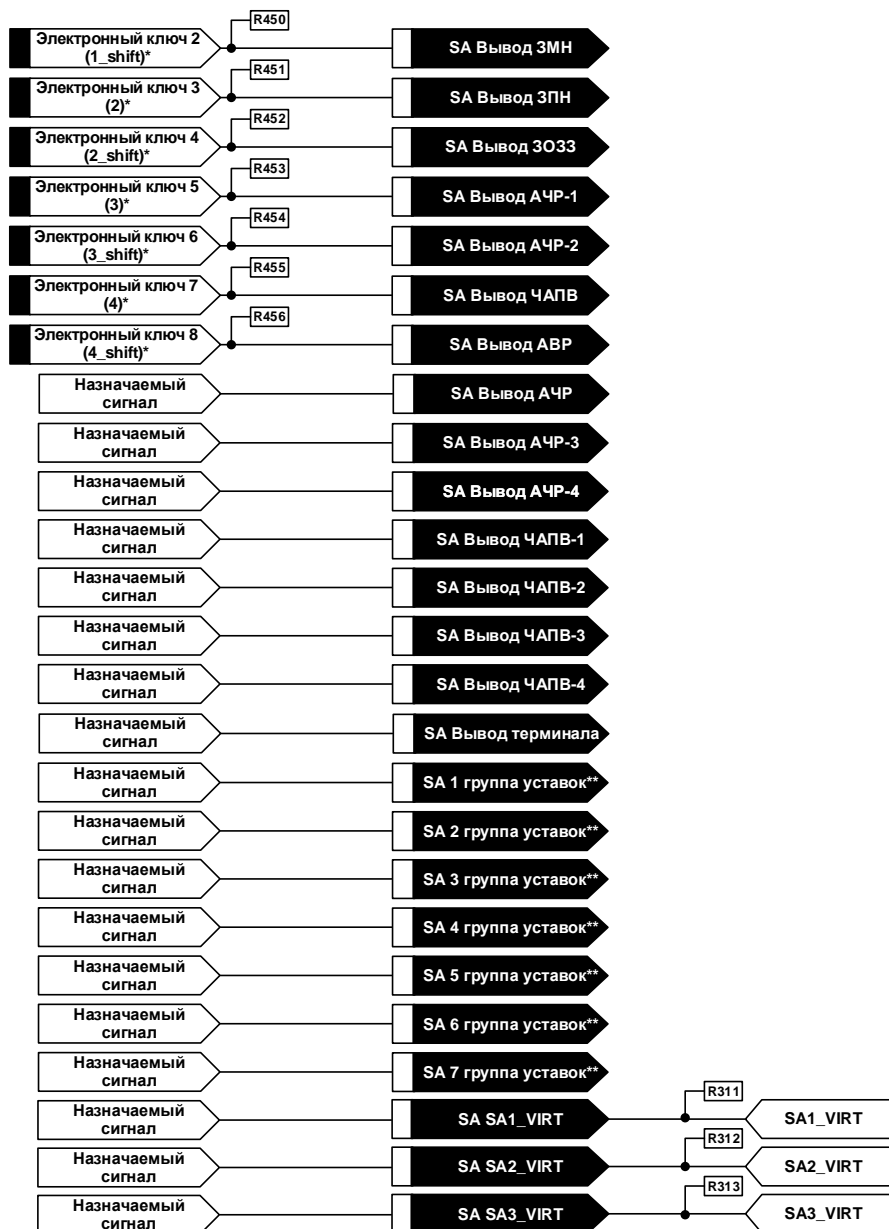 R450
Электронный ключ 2
(1_shift)*
SA Вывод ЗМН
R451
Электронный ключ 3
(2)*
SA Вывод ЗПН
R452
Электронный ключ 4
(2_shift)*
SA Вывод ЗОЗЗ
R453
Электронный ключ 5
(3)*
SA Вывод АЧР-1
R454
Электронный ключ 6
(3_shift)*
SA Вывод АЧР-2
R455
Электронный ключ 7
(4)*
SA Вывод ЧАПВ
R456
Электронный ключ 8
(4_shift)*
SA Вывод АВР
Назначаемый
сигнал
SA Вывод АЧР
Назначаемый
сигнал
SA Вывод АЧР-3
Назначаемый
сигнал
SA Вывод АЧР-4
Назначаемый
сигнал
SA Вывод ЧАПВ-1
Назначаемый
сигнал
SA Вывод ЧАПВ-2
Назначаемый
сигнал
SA Вывод ЧАПВ-3
Назначаемый
сигнал
SA Вывод ЧАПВ-4
Назначаемый
сигнал
SA Вывод терминала
Назначаемый
сигнал
SA 1 группа уставок**
Назначаемый
сигнал
SA 2 группа уставок**
Назначаемый
сигнал
SA 3 группа уставок**
Назначаемый
сигнал
SA 4 группа уставок**
Назначаемый
сигнал
SA 5 группа уставок**
Назначаемый
сигнал
SA 6 группа уставок**
Назначаемый
сигнал
SA 7 группа уставок**
R311
Назначаемый
сигнал
SA SA1_VIRT
SA1_VIRT
R312
Назначаемый
сигнал
SA SA2_VIRT
SA2_VIRT
R313
Назначаемый
сигнал
SA SA3_VIRT
SA3_VIRT